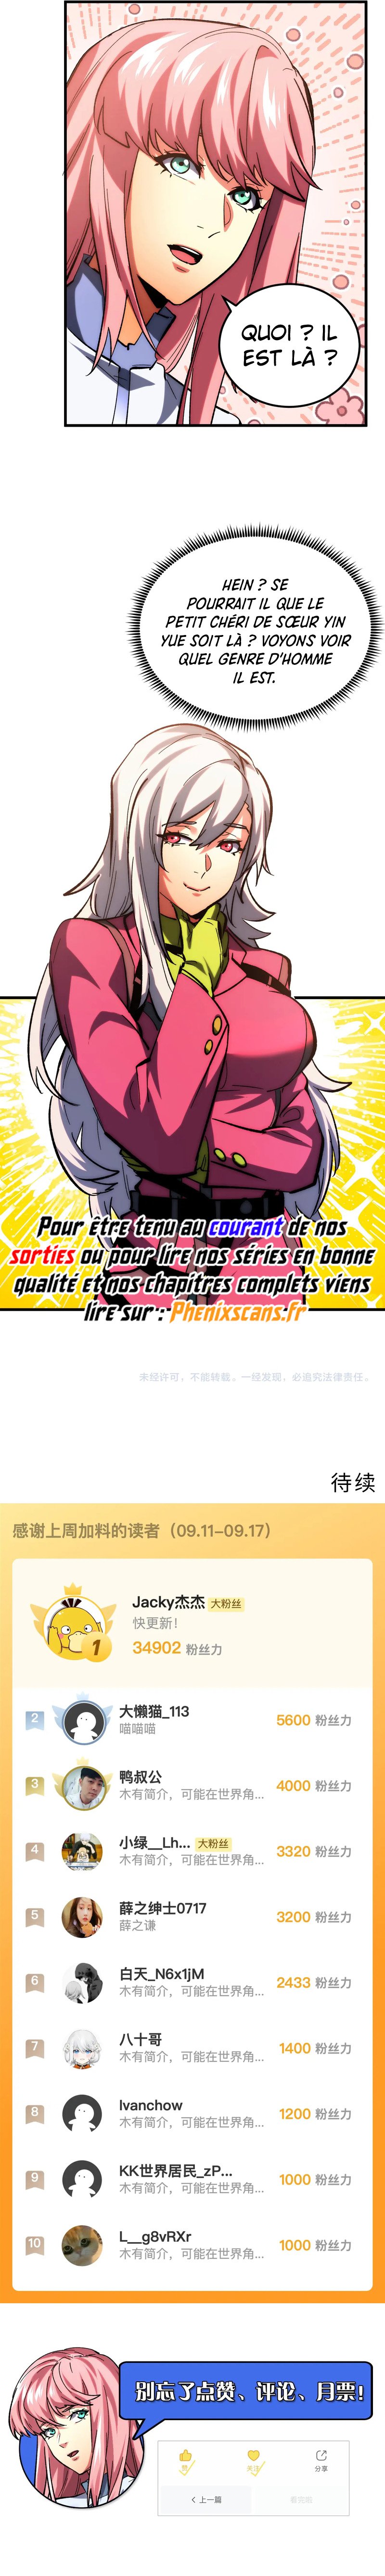 QUOI ? IL
EST LÀ ?
HEIN ? SE
POURRAIT IL QUE LE
PETIT CHÉRI DE SŒUR YIN
YUE SOIT LÀ ? VOYONS VOIR
QUEL GENRE D'HOMME
IL EST.
Pour être tenu au courant de nos
sorties ou pour lire nos séries en bonne
qualité et nos chapitres complets viens
lire sur : Phenixscans.fr
未经许可，不能转载。一经发现，必追究法律责任。
待续
感谢上周加料的读者（09.11-09.17）
Jacky杰杰 大粉丝
快更新！
34902 粉丝力
1
2 大懒猫_113 5600 粉丝力
喵喵喵
3 鸭叔公 4000 粉丝力
木有简介，可能在世界角...
4 小绿__Lh... 大粉丝 3320 粉丝力
木有简介，可能在世界角...
5 薛之绅士0717 3200 粉丝力
薛之谦
6 白天_N6x1jM 2433 粉丝力
木有简介，可能在世界角...
7 八十哥 1400 粉丝力
木有简介，可能在世界角...
8 Ivanchow 1200 粉丝力
木有简介，可能在世界角...
9 KK世界居民_zP... 1000 粉丝力
木有简介，可能在世界角...
10 L__g8vRXr 1000 粉丝力
木有简介，可能在世界角...
别忘了点赞、评论、月票!
赞 关注 分享
< 上一篇 看完啦